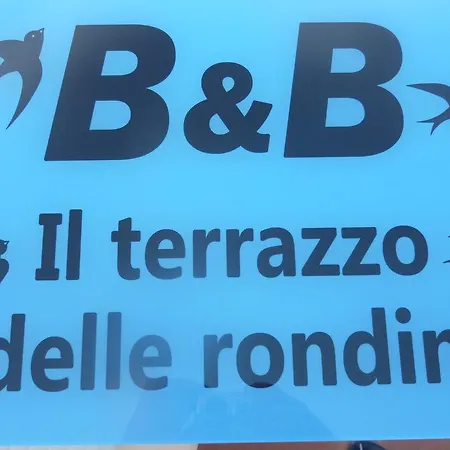 B&B
Il terrazzo
delle rondin